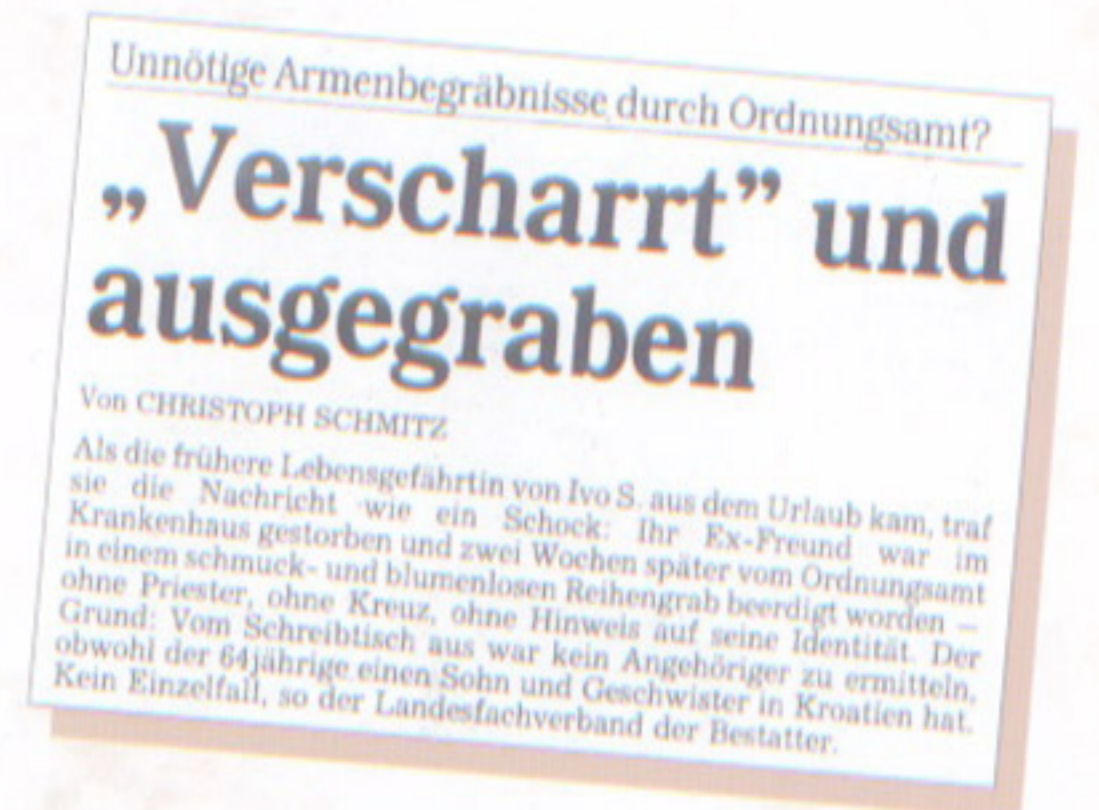 Unnötige Armenbegräbnisse durch Ordnungsamt?
„Verscharrt” und
ausgegraben
Von CHRISTOPH SCHMITZ
Als die frühere Lebensgefährtin von Ivo S. aus dem Urlaub kam, traf
sie die Nachricht wie ein Schock: Ihr Ex-Freund war im
Krankenhaus gestorben und zwei Wochen später vom Ordnungsamt
in einem schmuck- und blumenlosen Reihengrab beerdigt worden —
ohne Priester, ohne Kreuz, ohne Hinweis auf seine Identität. Der
Grund: Vom Schreibtisch aus war kein Angehöriger zu ermitteln,
obwohl der 64jährige einen Sohn und Geschwister in Kroatien hat.
Kein Einzelfall, so der Landesfachverband der Bestatter.